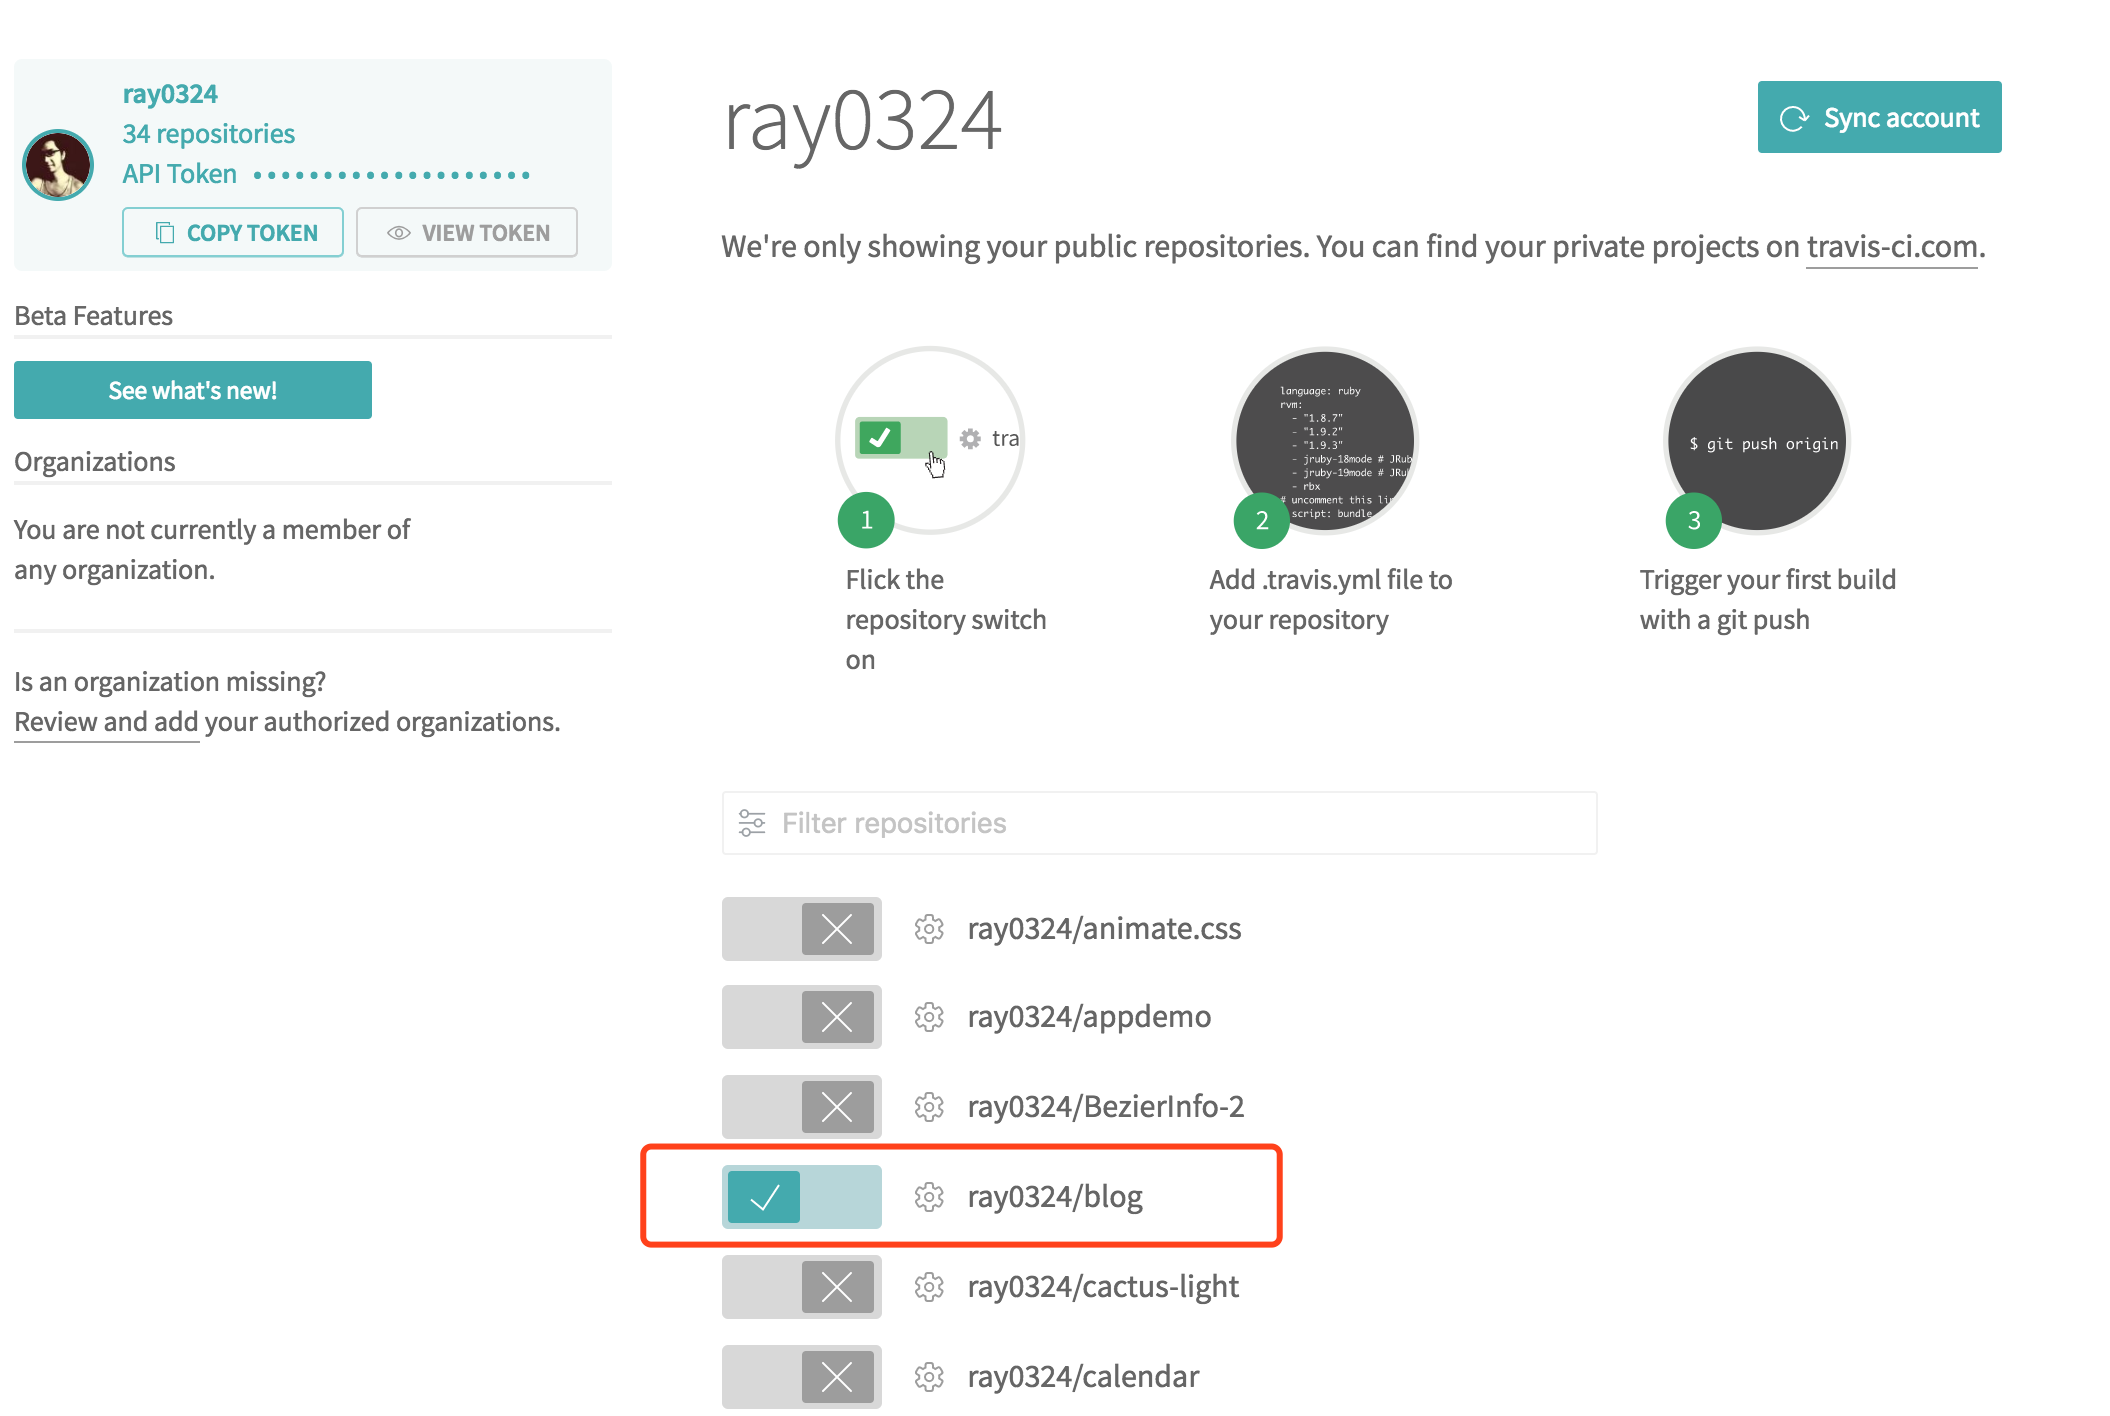 ray0324
34 repositories
API Token ••••••••••••••••••••
COPY TOKEN
VIEW TOKEN
Beta Features
See what's new!
Organizations
You are not currently a member of
any organization.
Is an organization missing?
Review and add your authorized organizations.
ray0324
Sync account
We're only showing your public repositories. You can find your private projects on travis-ci.com.
tra
1
Flick the
repository switch
on
language: ruby
rvm:
- "1.8.7"
- "1.9.2"
- "1.9.3"
- jruby-18mode # JRub
- jruby-19mode # JRu
- rbx
# uncomment this lin
script: bundle
2
Add .travis.yml file to
your repository
$ git push origin
3
Trigger your first build
with a git push
Filter repositories
ray0324/animate.css
ray0324/appdemo
ray0324/BezierInfo-2
ray0324/blog
ray0324/cactus-light
ray0324/calendar